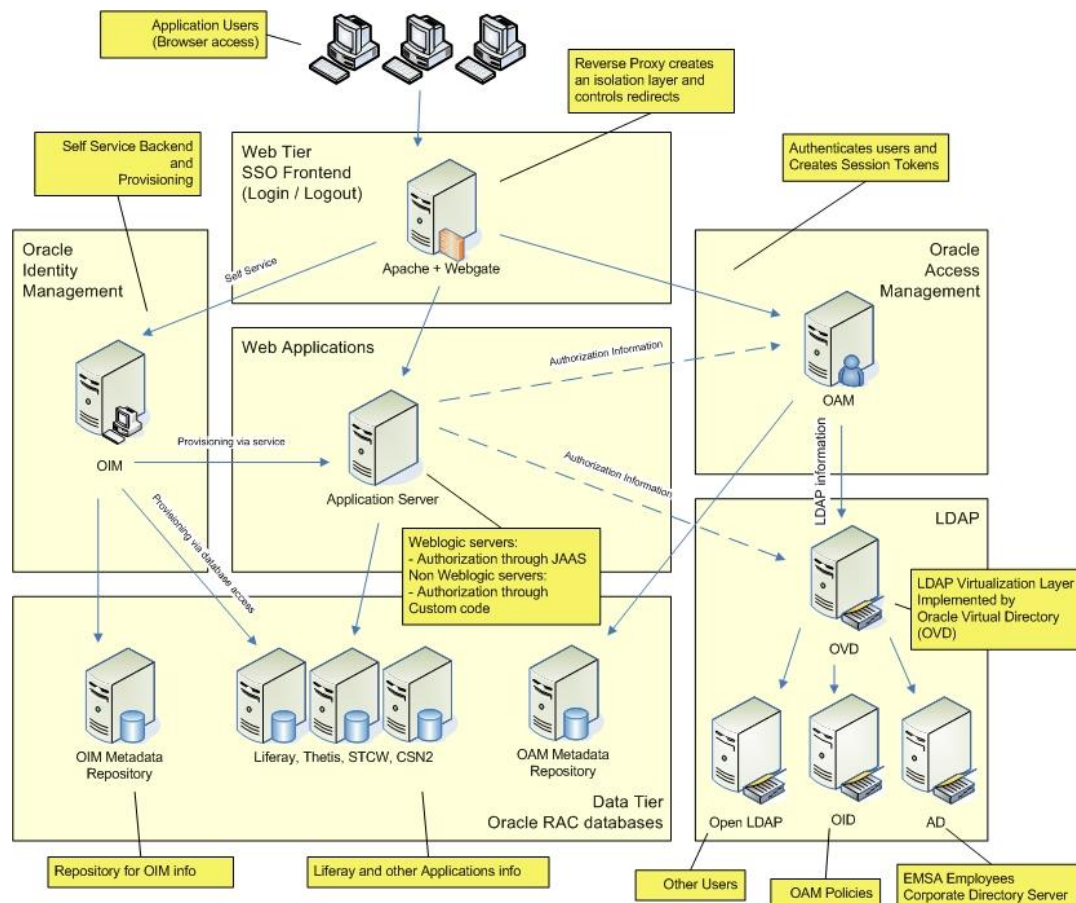 Application Users
(Browser access)
Reverse Proxy creates
an isolation layer and
controls redirects
Self Service Backend
and
Provisioning
Web Tier
SSO Frontend
(Login / Logout)
Apache + Webgate
Authenticates users and
Creates Session Tokens
Oracle
Identity
Management
Self Service
Oracle
Access
Management
OAM
Web Applications
Authorization Information
Authorization Information
OIM
Provisioning via service
Application Server
Provisioning via database access
LDAP information
Weblogic servers:
- Authorization through JAAS
Non Weblogic servers:
- Authorization through
Custom code
LDAP
OVD
LDAP Virtualization Layer
Implemented by
Oracle Virtual Directory
(OVD)
OIM Metadata
Repository
Liferay, Thetis, STCW, CSN2
OAM Metadata
Repository
Data Tier
Oracle RAC databases
Open LDAP
OID
AD
Repository for OIM info
Liferay and other Applications info
Other Users
OAM Policies
EMSA Employees
Corporate Directory Server